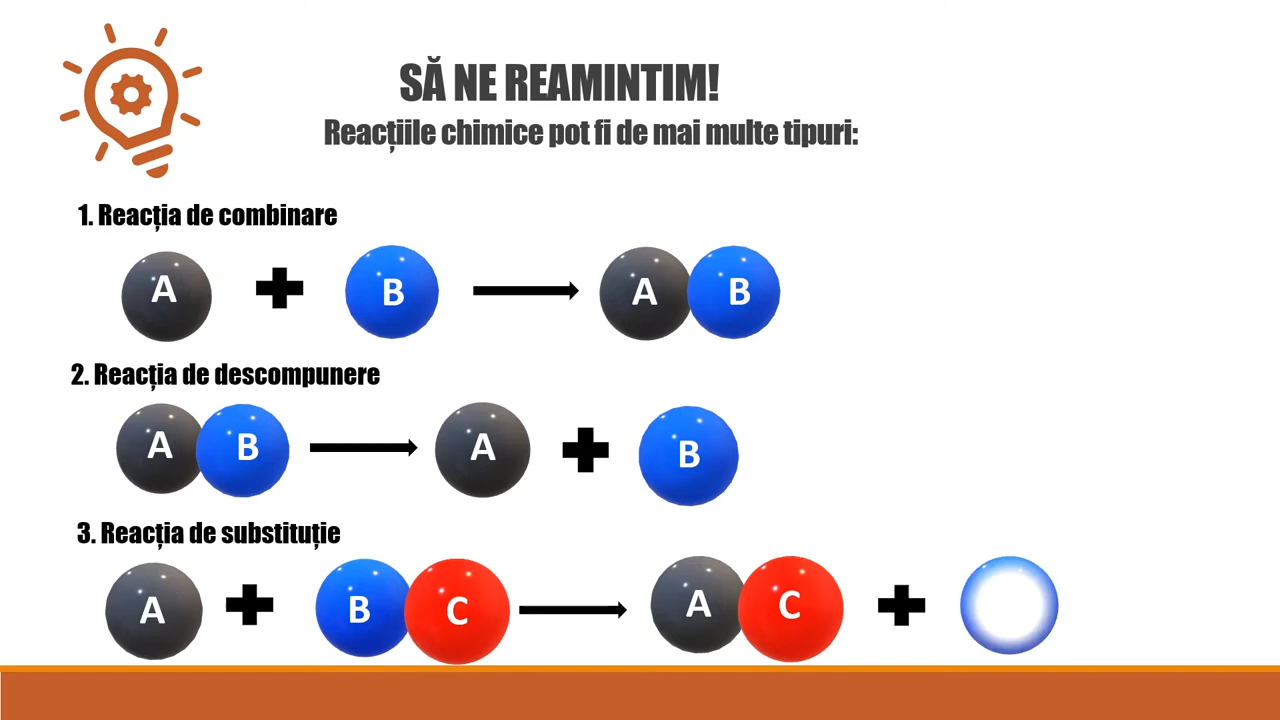 SĂ NE REAMINTIM!
Reacțiile chimice pot fi de mai multe tipuri:
1. Reacția de combinare
A + B → A B
2. Reacția de descompunere
A B → A + B
3. Reacția de substituție
A + B C → A C +